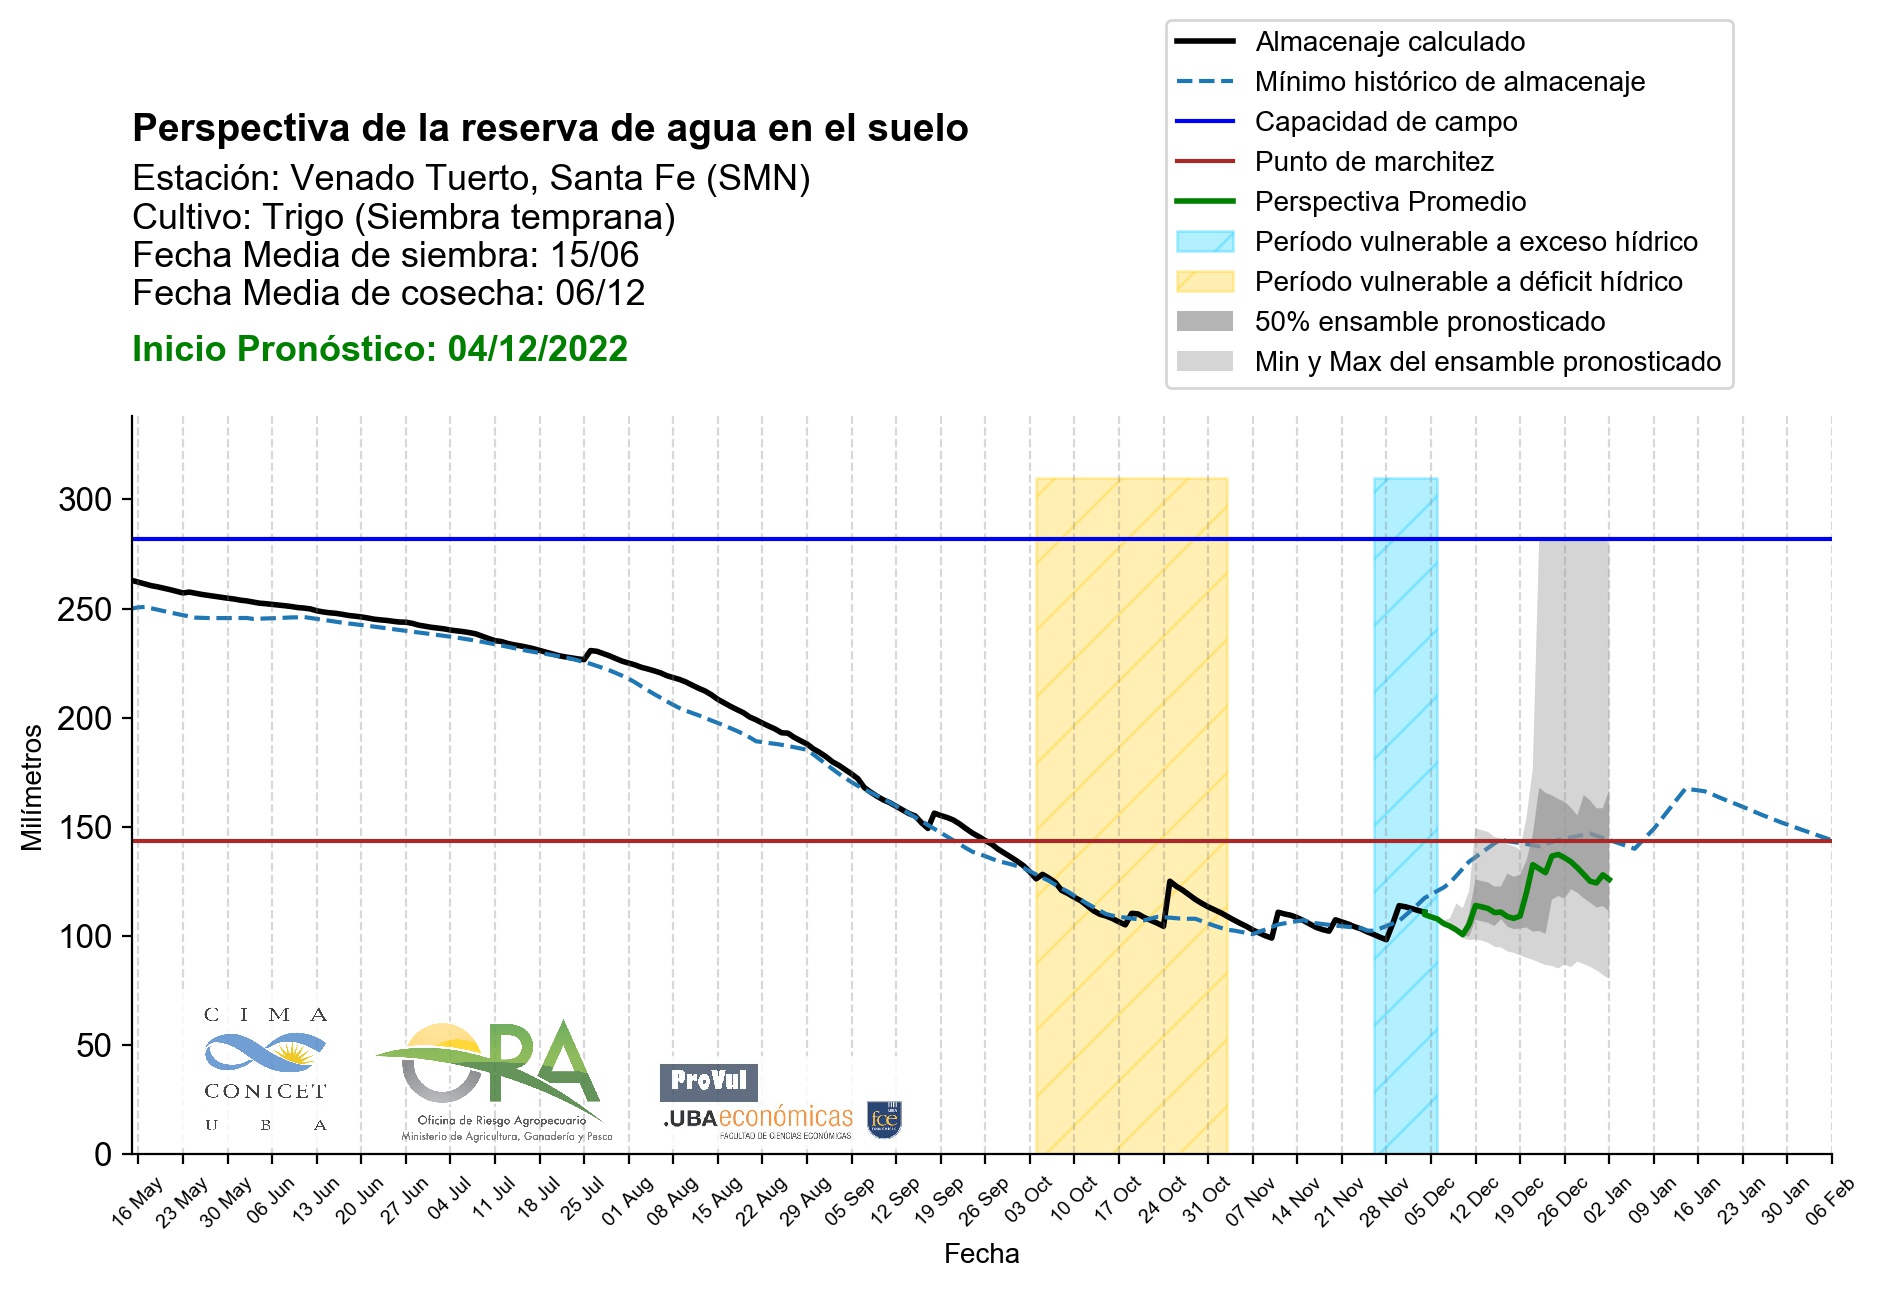 Almacenaje calculado
Mínimo histórico de almacenaje
Capacidad de campo
Punto de marchitez
Perspectiva Promedio
Período vulnerable a exceso hídrico
Período vulnerable a déficit hídrico
50% ensamble pronosticado
Min y Max del ensamble pronosticado
Perspectiva de la reserva de agua en el suelo
Estación: Venado Tuerto, Santa Fe (SMN)
Cultivo: Trigo (Siembra temprana)
Fecha Media de siembra: 15/06
Fecha Media de cosecha: 06/12
Inicio Pronóstico: 04/12/2022
Milímetros
300
250
200
150
100
50
0
CIMA
CONICET
UBA
ORA
Oficina de Riesgo Agropecuario
Ministerio de Agricultura, Ganadería y Pesca
ProVul
.UBAeconómicas
FACULTAD DE CIENCIAS ECONÓMICAS
fce
16 May
23 May
30 May
06 Jun
13 Jun
20 Jun
27 Jun
04 Jul
11 Jul
18 Jul
25 Jul
01 Aug
08 Aug
15 Aug
22 Aug
29 Aug
05 Sep
12 Sep
19 Sep
26 Sep
03 Oct
10 Oct
17 Oct
24 Oct
31 Oct
07 Nov
14 Nov
21 Nov
28 Nov
05 Dec
12 Dec
19 Dec
26 Dec
02 Jan
09 Jan
16 Jan
23 Jan
30 Jan
06 Feb
Fecha